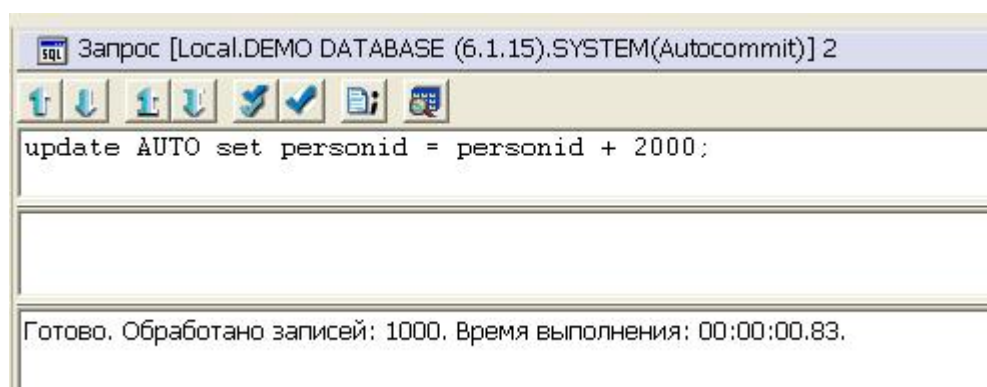 Запрос [Local.DEMO DATABASE (6.1.15).SYSTEM(Autocommit)] 2
update AUTO set personid = personid + 2000;
Готово. Обработано записей: 1000. Время выполнения: 00:00:00.83.